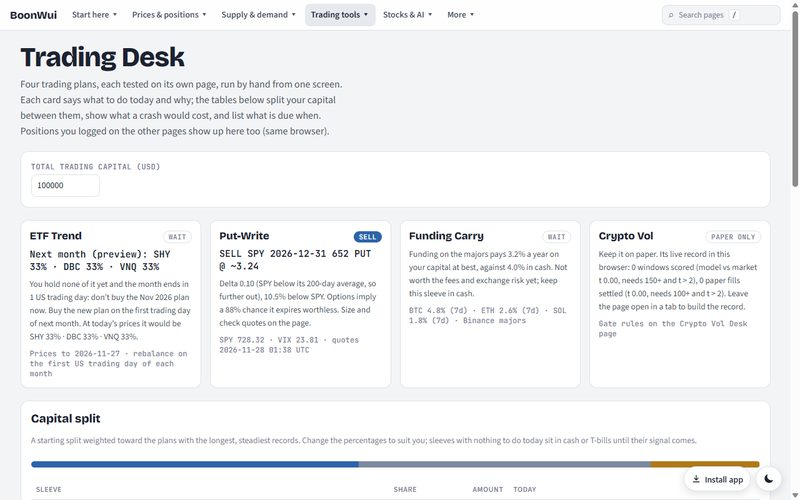 BoonWui Start here Prices & positions Supply & demand Trading tools Stocks & AI More Search pages /
Trading Desk
Four trading plans, each tested on its own page, run by hand from one screen.
Each card says what to do today and why; the tables below split your capital
between them, show what a crash would cost, and list what is due when.
Positions you logged on the other pages show up here too (same browser).
TOTAL TRADING CAPITAL (USD)
100000
ETF Trend WAIT
Next month (preview): SHY
33% · DBC 33% · VNQ 33%
You hold none of it yet and the month ends in
1 US trading day: don't buy the Nov 2026 plan
now. Buy the new plan on the first trading day
of next month. At today's prices it would be
SHY 33% · DBC 33% · VNQ 33%.
Prices to 2026-11-27 · rebalance on
the first US trading day of each
month
Put-Write SELL
SELL SPY 2026-12-31 652 PUT
@ ~3.24
Delta 0.10 (SPY below its 200-day average, so
further out), 10.5% below SPY. Options imply
a 88% chance it expires worthless. Size and
check quotes on the page.
SPY 728.32 · VIX 23.81 · quotes
2026-11-28 01:38 UTC
Funding Carry WAIT
Funding on the majors pays 3.2% a year on
your capital at best, against 4.0% in cash. Not
worth the fees and exchange risk yet; keep
this sleeve in cash.
BTC 4.8% (7d) · ETH 2.6% (7d) · SOL
1.8% (7d) · Binance majors
Crypto Vol PAPER ONLY
Keep it on paper. Its live record in this
browser: 0 windows scored (model vs market
t 0.00, needs 150+ and t > 2), 0 paper fills
settled (t 0.00, needs 100+ and t > 2). Leave
the page open in a tab to build the record.
Gate rules on the Crypto Vol Desk
page
Capital split
A starting split weighted toward the plans with the longest, steadiest records. Change the percentages to suit you; sleeves with nothing to do today sit in cash or T-bills until their signal comes.
SLEEVE SHARE AMOUNT TODAY
Install app